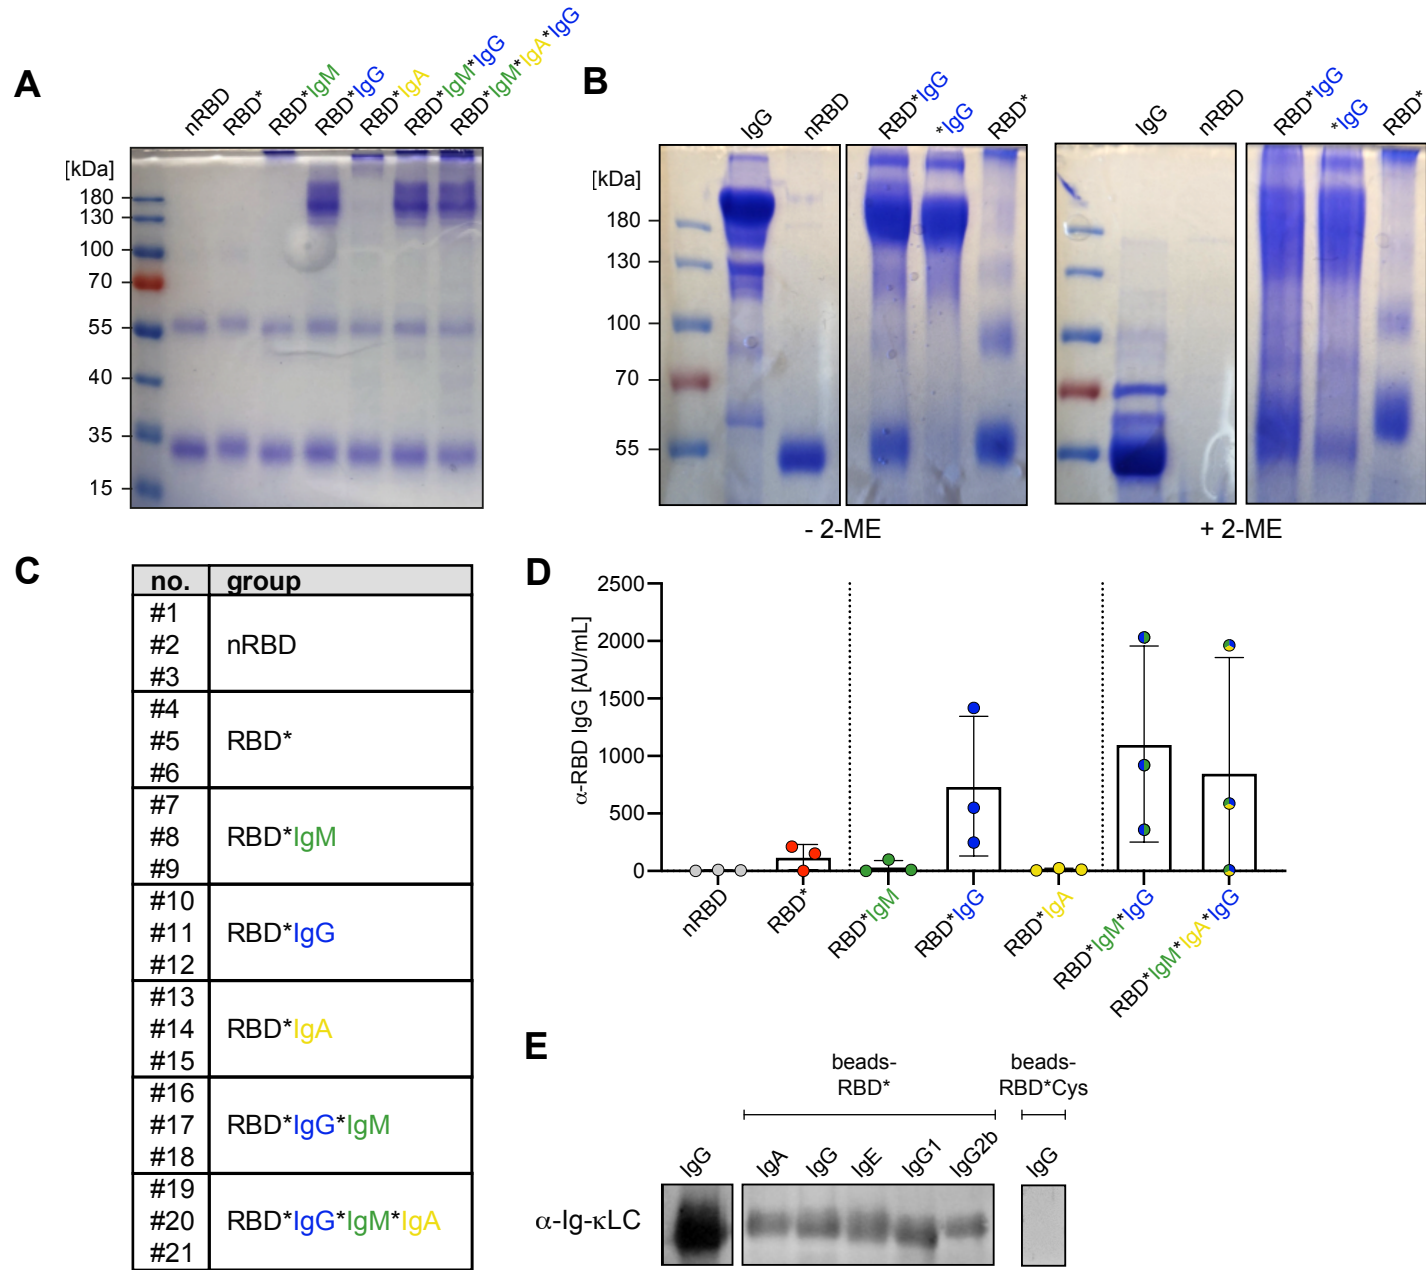 A
nRBD
RBD*
RBD*IgM
RBD*IgG
RBD*IgA
RBD*IgM*IgG
RBD*IgM*IgA*IgG
[kDa]
180
130
100
70
55
40
35
15
B
IgG
nRBD
RBD*IgG
*IgG
RBD*
IgG
nRBD
RBD*IgG
*IgG
RBD*
[kDa]
180
130
100
70
55
- 2-ME
+ 2-ME
C
no. group
#1
#2 nRBD
#3
#4
#5 RBD*
#6
#7
#8 RBD*IgM
#9
#10
#11 RBD*IgG
#12
#13
#14 RBD*IgA
#15
#16
#17 RBD*IgG*IgM
#18
#19
#20 RBD*IgG*IgM*IgA
#21
D
α-RBD IgG [AU/mL]
2500
2000
1500
1000
500
0
nRBD
RBD*
RBD*IgM
RBD*IgG
RBD*IgA
RBD*IgM*IgG
RBD*IgM*IgA*IgG
E
beads-
RBD*
beads-
RBD*Cys
IgG
IgA
IgG
IgE
IgG1
IgG2b
IgG
α-Ig-κLC